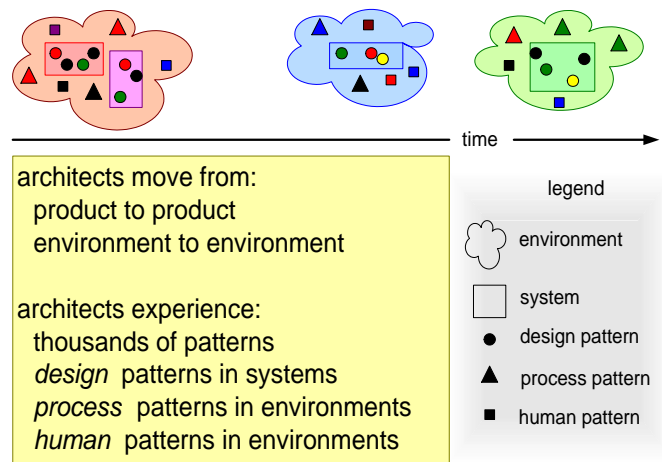 time
architects move from:
product to product
environment to environment
architects experience:
thousands of patterns
design patterns in systems
process patterns in environments
human patterns in environments
legend
environment
system
design pattern
process pattern
human pattern